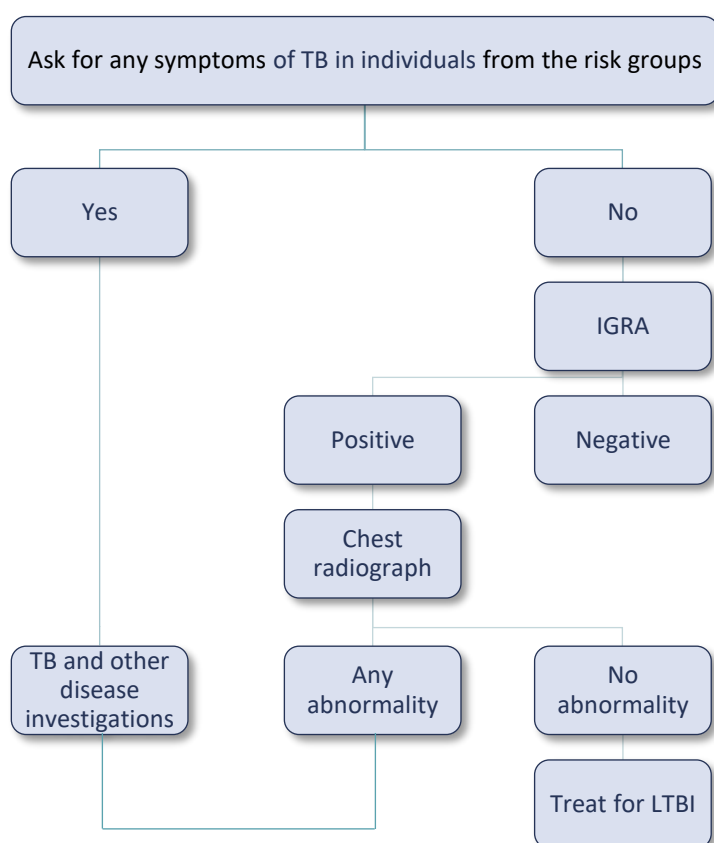 Ask for any symptoms of TB in individuals from the risk groups
Yes
No
IGRA
Positive
Negative
Chest
radiograph
TB and other
disease
investigations
Any
abnormality
No
abnormality
Treat for LTBI